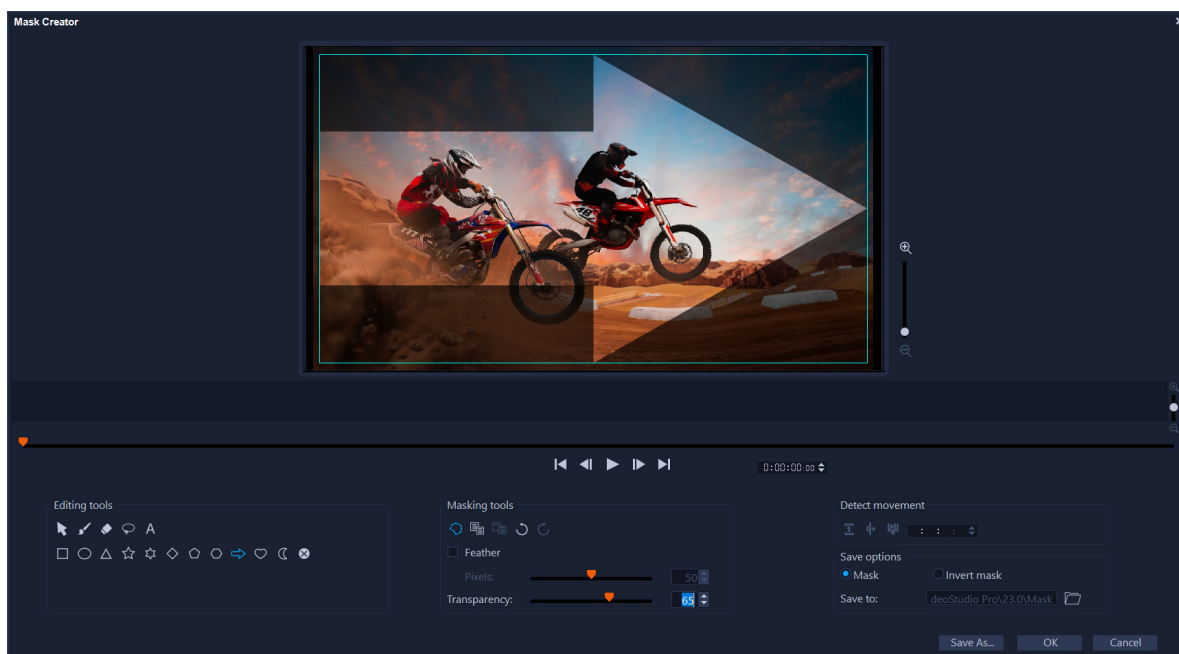 Mask Creator
0:00:00:00
Editing tools
A
Masking tools
Feather
Pixels:
50
Transparency:
65
Detect movement
: : :
Save options
Mask
Invert mask
Save to:
deoStudio Pro\23.0\Mask
Save As...
OK
Cancel